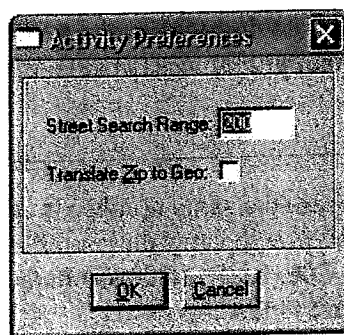 Activity Preferences
Street Search Range: 200
Translate Zip to Geo:
OK Cancel